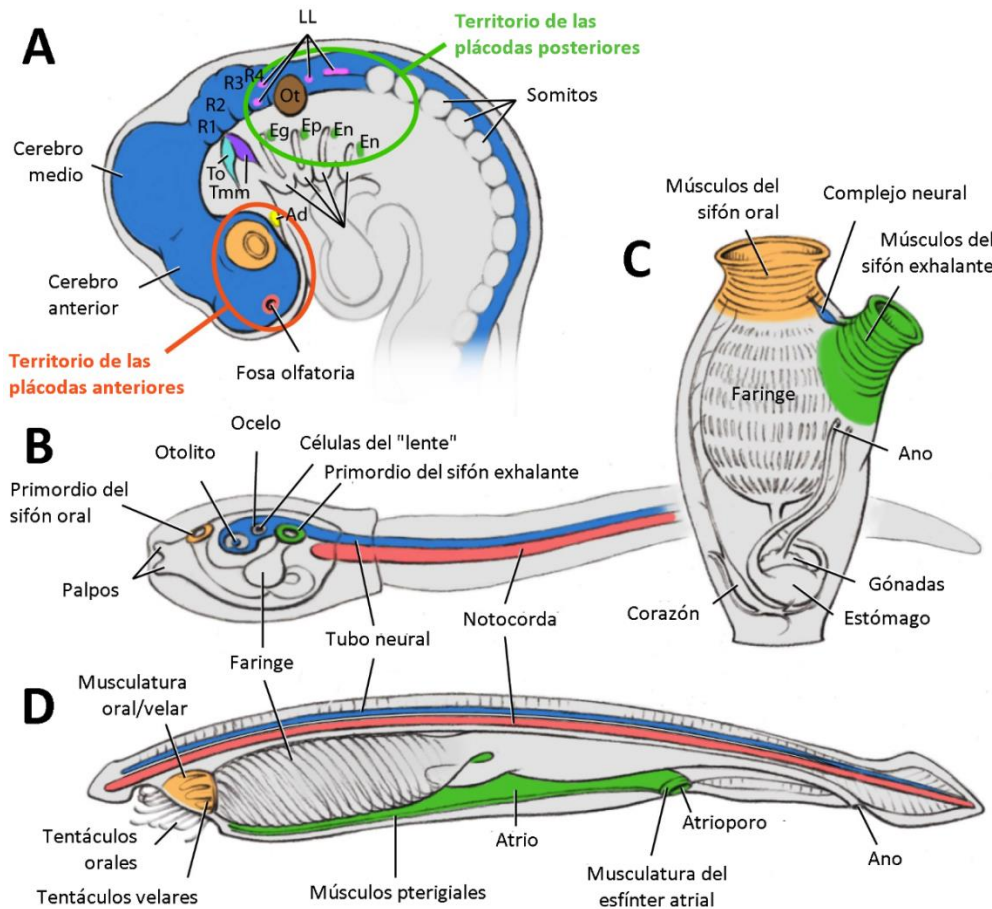 A
LL
Territorio de las
plácodas posteriores
R4
R3
R2
R1
Ot
Somitos
Eg
Ep
En
En
Cerebro
medio
To
Tmm
Ad
Cerebro
anterior
Territorio de las
plácodas anteriores
Fosa olfatoria
C
Músculos del
sifón oral
Complejo neural
Músculos del
sifón exhalante
Faringe
Ano
Gónadas
Estómago
Corazón
B
Ocelo
Células del "lente"
Otolito
Primordio del sifón exhalante
Primordio del
sifón oral
Palpos
Faringe
Tubo neural
Notocorda
D
Musculatura
oral/velar
Tentáculos
orales
Tentáculos velares
Músculos pterigiales
Atrio
Atrioporo
Musculatura del
esfínter atrial
Ano